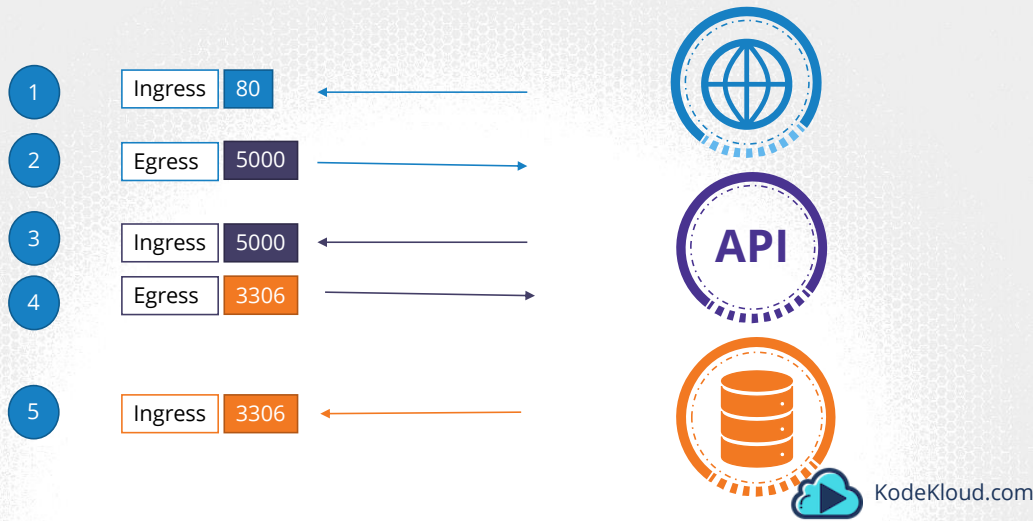 1 Ingress 80
2 Egress 5000
3 Ingress 5000
API
4 Egress 3306
5 Ingress 3306
KodeKloud.com